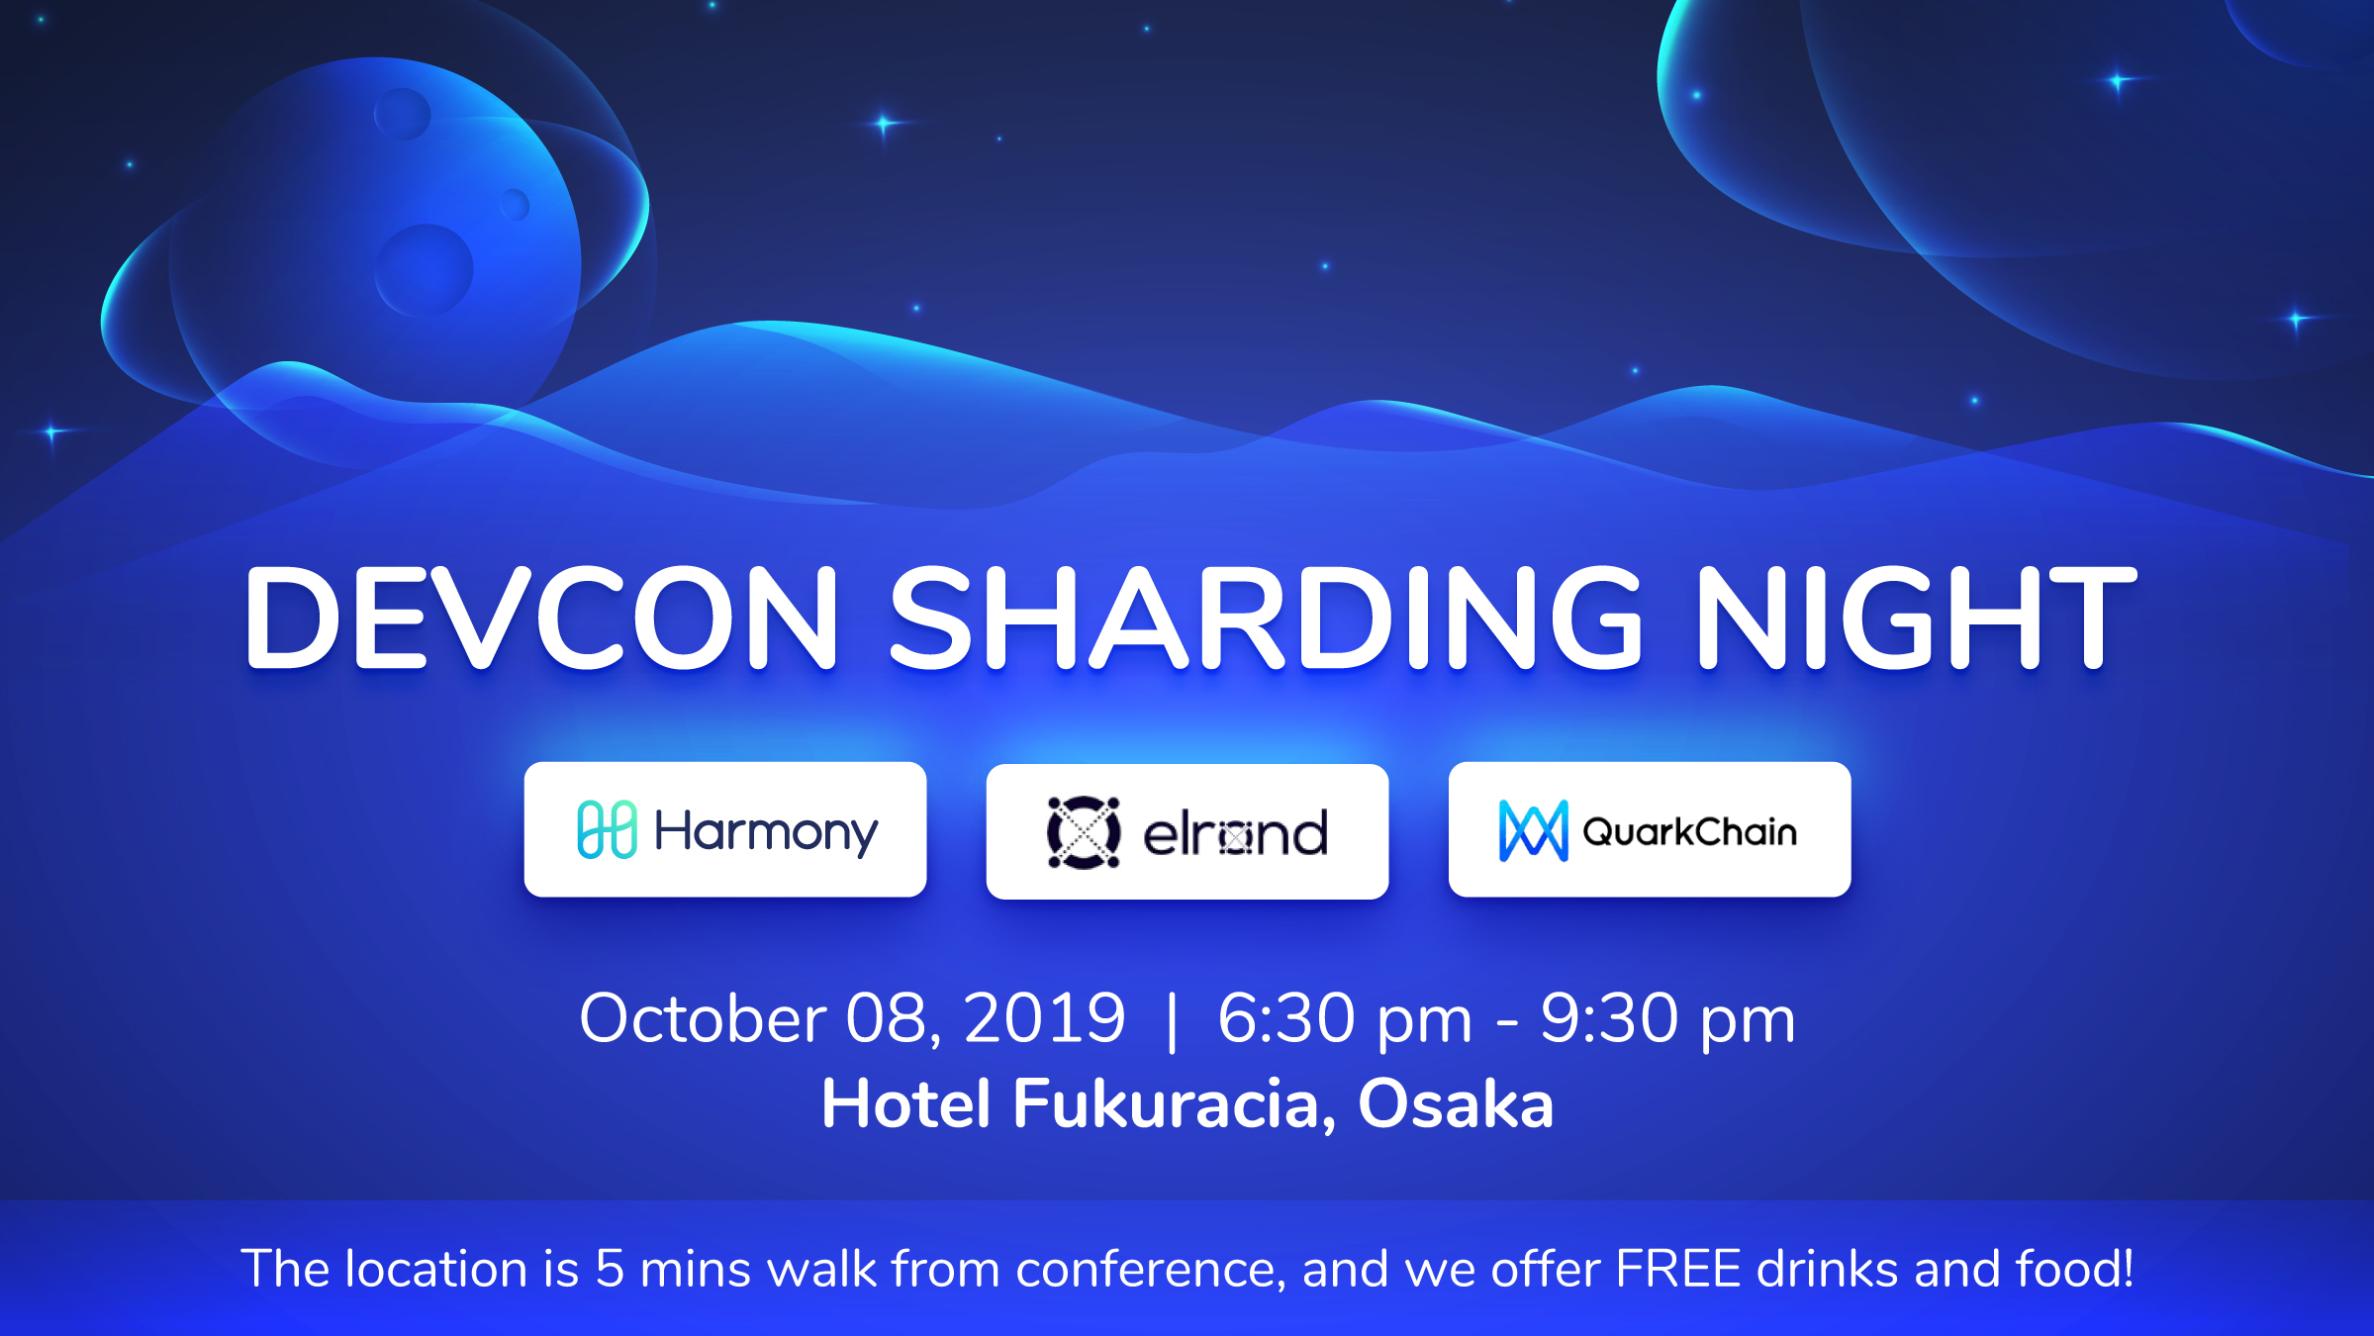 DEVCON SHARDING NIGHT
Harmony
elrond
QuarkChain
October 08, 2019 | 6:30 pm - 9:30 pm
Hotel Fukuracia, Osaka
The location is 5 mins walk from conference, and we offer FREE drinks and food!